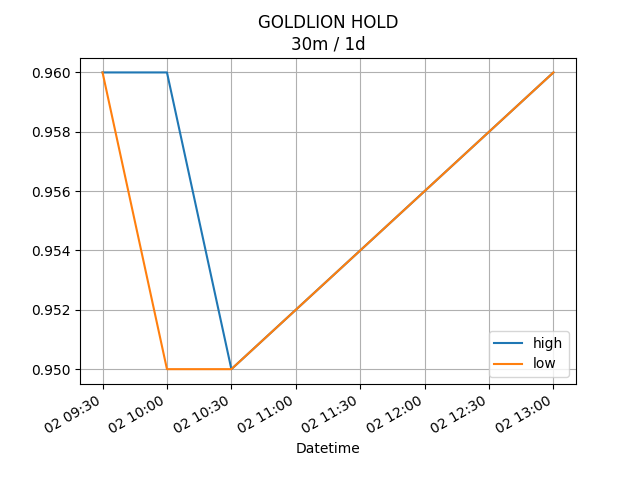 GOLDLION HOLD
30m / 1d
0.960
0.958
0.956
0.954
0.952
0.950
high
low
02 09:30
02 10:00
02 10:30
02 11:00
02 11:30
02 12:00
02 12:30
02 13:00
Datetime